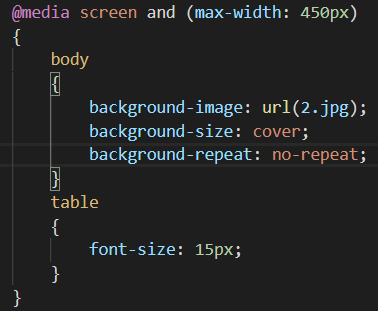 @media screen and (max-width: 450px)
{
    body
    {
        background-image: url(2.jpg);
        background-size: cover;
        background-repeat: no-repeat;
    }
    table
    {
        font-size: 15px;
    }
}